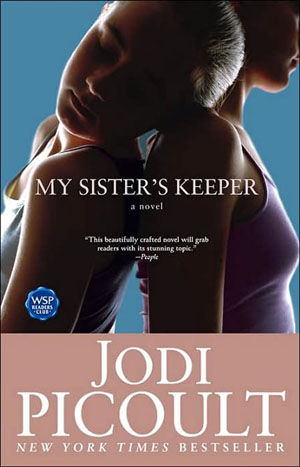 MY SISTER'S KEEPER
a novel
"This beautifully crafted novel will grab
readers with its stunning topic."
—People
WSP
READERS
·CLUB·
JODI
PICOULT
NEW YORK TIMES BESTSELLER